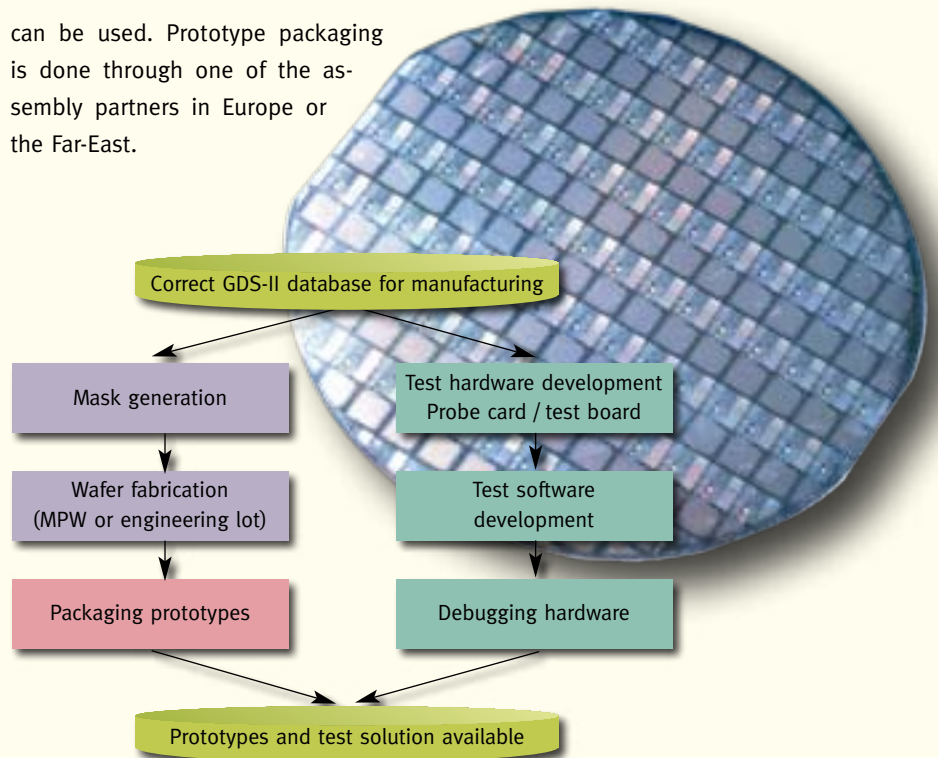 can be used. Prototype packaging
is done through one of the as-
sembly partners in Europe or
the Far-East.
Correct GDS-II database for manufacturing
Mask generation
Test hardware development
Probe card / test board
Wafer fabrication
(MPW or engineering lot)
Test software
development
Packaging prototypes
Debugging hardware
Prototypes and test solution available